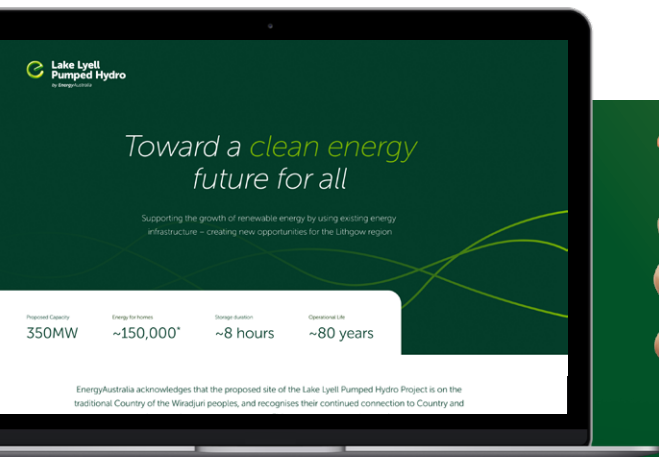 Lake Lyell
Pumped Hydro
by EnergyAustralia
Toward a clean energy
future for all
Supporting the growth of renewable energy by using existing energy
infrastructure – creating new opportunities for the Lithgow region
Proposed Capacity
350MW
Energy for homes
~150,000*
Storage duration
~8 hours
Operational Life
~80 years
EnergyAustralia acknowledges that the proposed site of the Lake Lyell Pumped Hydro Project is on the
traditional Country of the Wiradjuri peoples, and recognises their continued connection to Country and